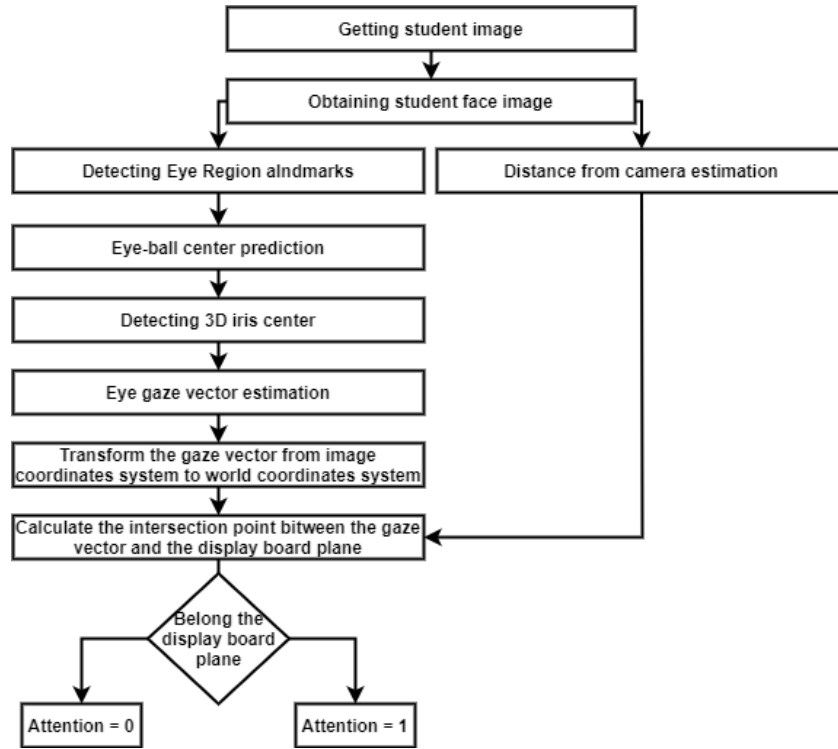 Getting student image
Obtaining student face image
Detecting Eye Region alndmarks
Distance from camera estimation
Eye-ball center prediction
Detecting 3D iris center
Eye gaze vector estimation
Transform the gaze vector from image
coordinates system to world coordinates system
Calculate the intersection point bitween the gaze
vector and the display board plane
Belong the
display board
plane
Attention = 0
Attention = 1